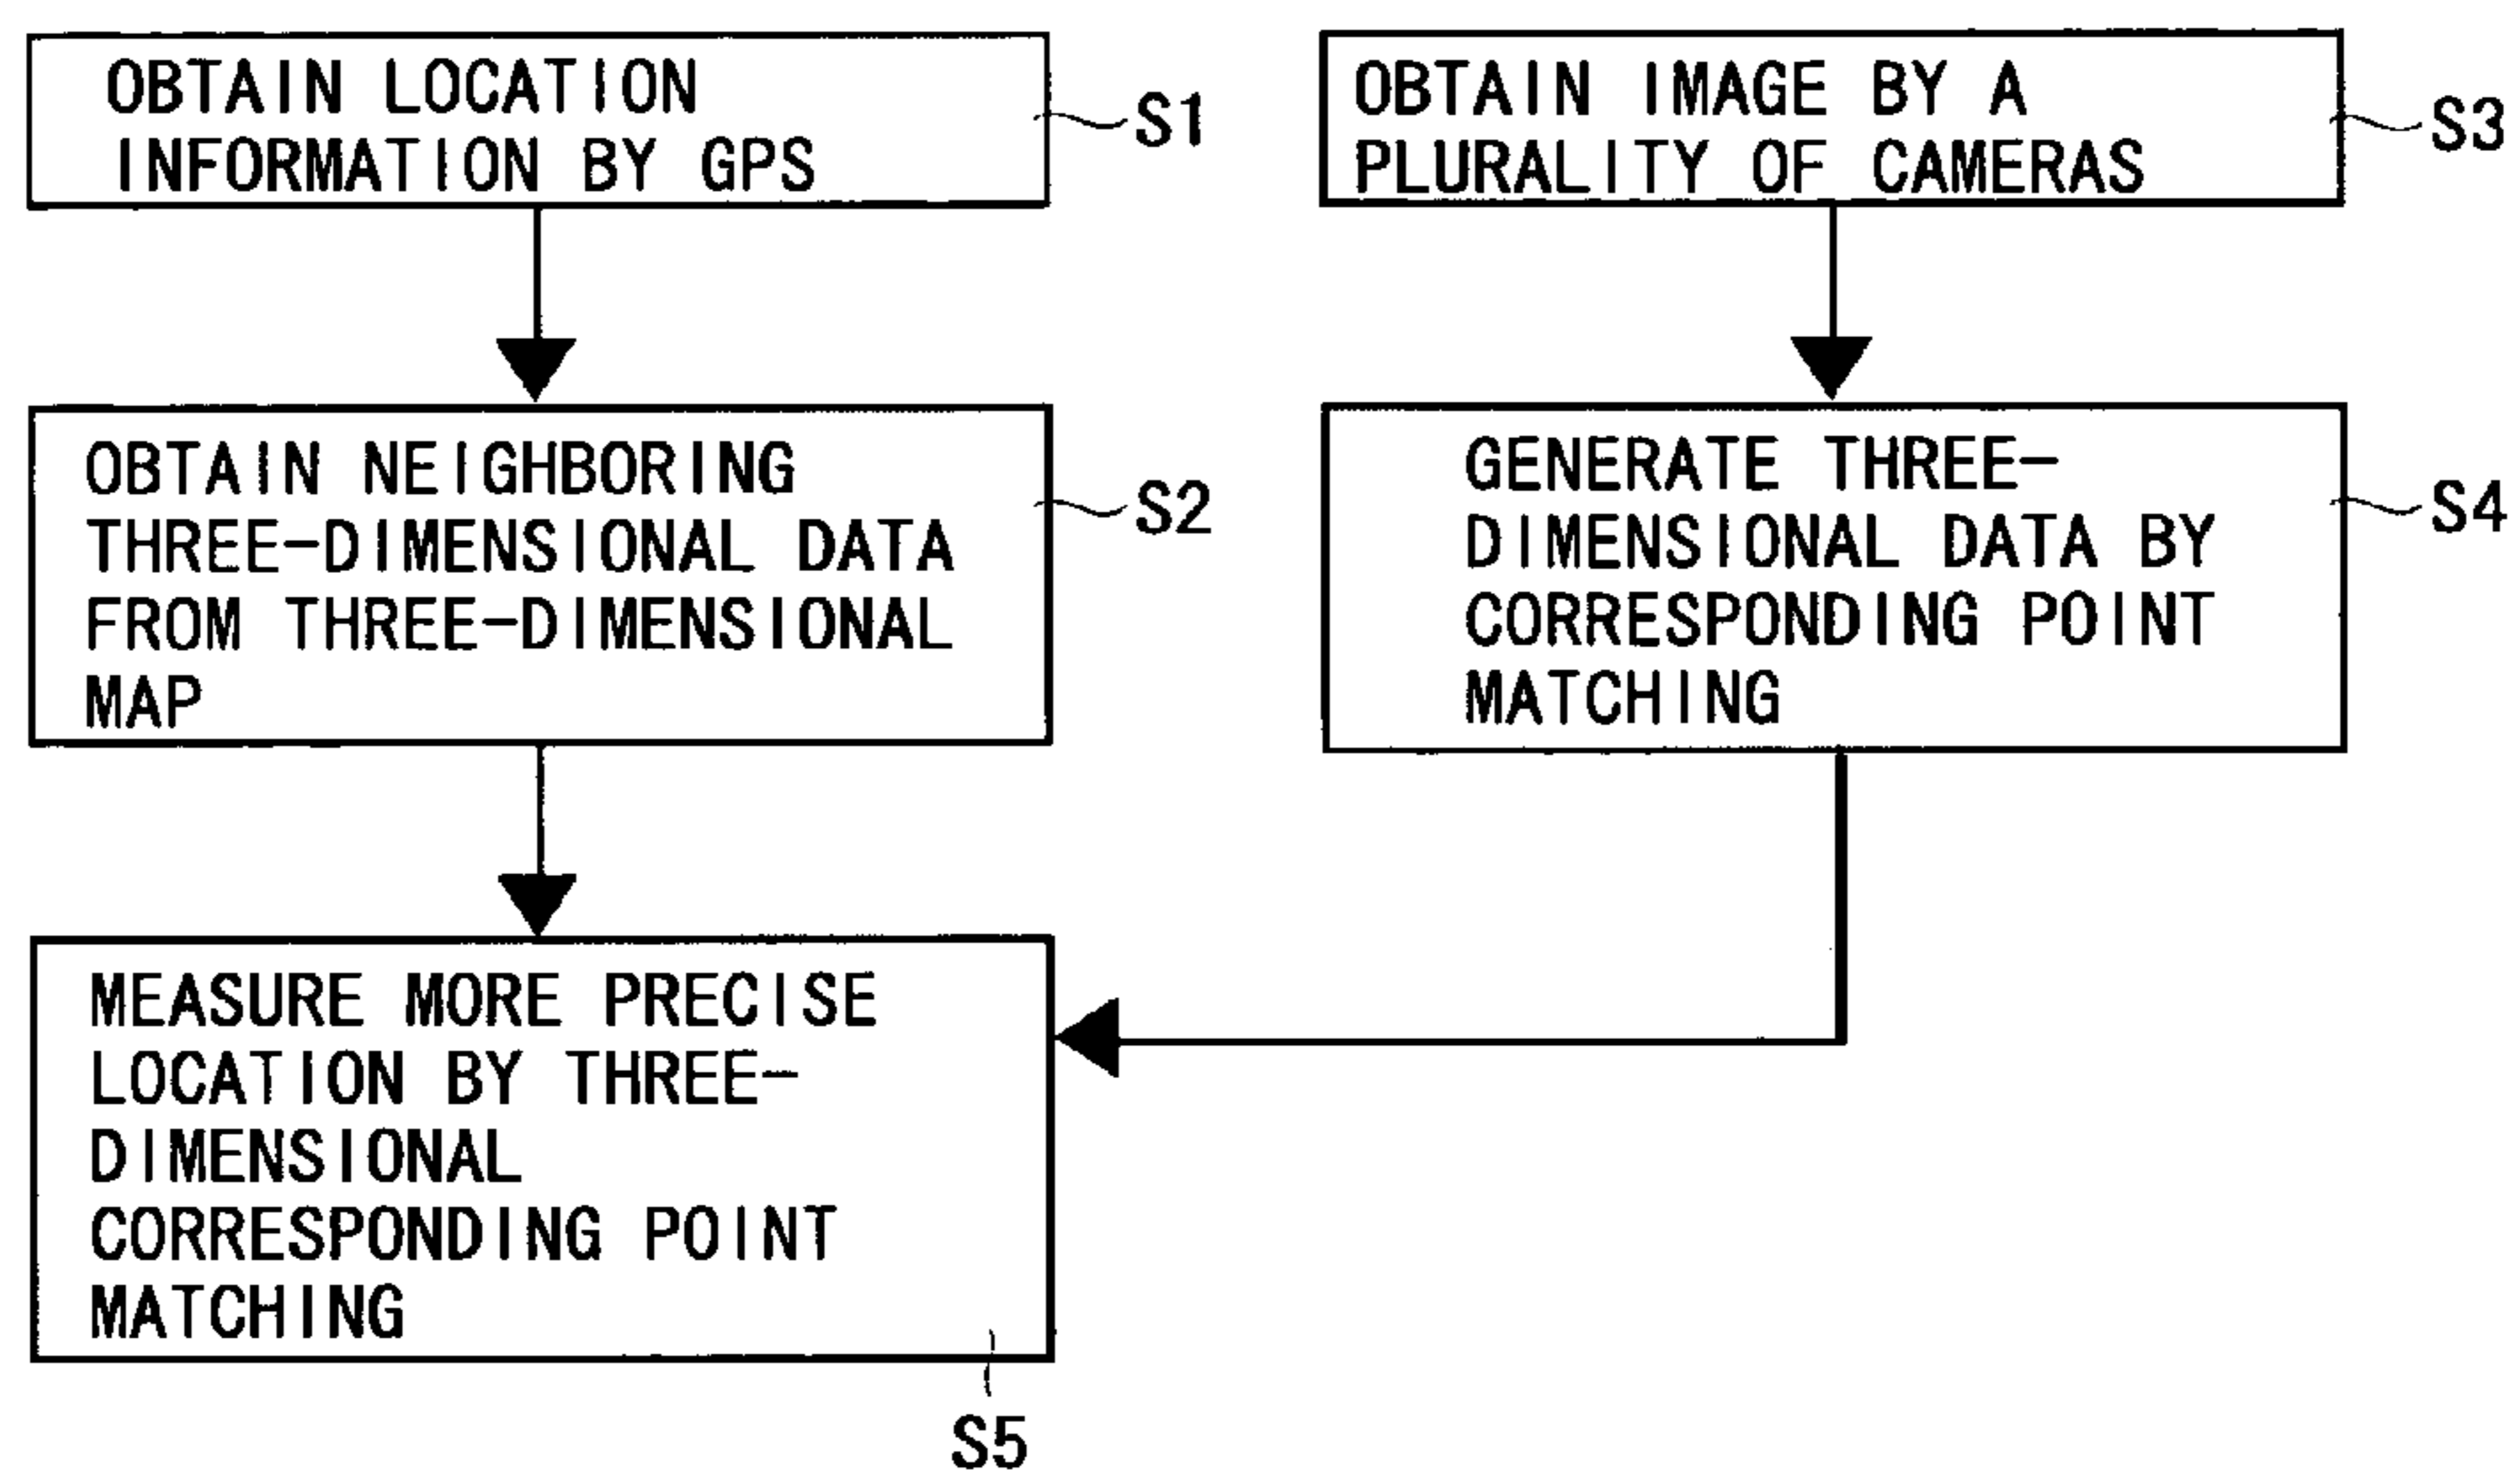 OBTAIN LOCATION
INFORMATION BY GPS
S1
OBTAIN NEIGHBORING
THREE-DIMENSIONAL DATA
FROM THREE-DIMENSIONAL
MAP
S2
OBTAIN IMAGE BY A
PLURALITY OF CAMERAS
S3
GENERATE THREE-
DIMENSIONAL DATA BY
CORRESPONDING POINT
MATCHING
S4
MEASURE MORE PRECISE
LOCATION BY THREE-
DIMENSIONAL
CORRESPONDING POINT
MATCHING
S5